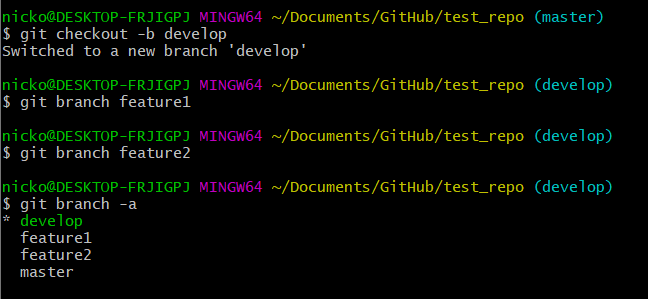 nicko@DESKTOP-FRJIGPJ MINGW64 ~/Documents/GitHub/test_repo (master)
$ git checkout -b develop
Switched to a new branch 'develop'
nicko@DESKTOP-FRJIGPJ MINGW64 ~/Documents/GitHub/test_repo (develop)
$ git branch feature1
nicko@DESKTOP-FRJIGPJ MINGW64 ~/Documents/GitHub/test_repo (develop)
$ git branch feature2
nicko@DESKTOP-FRJIGPJ MINGW64 ~/Documents/GitHub/test_repo (develop)
$ git branch -a
* develop
  feature1
  feature2
  master